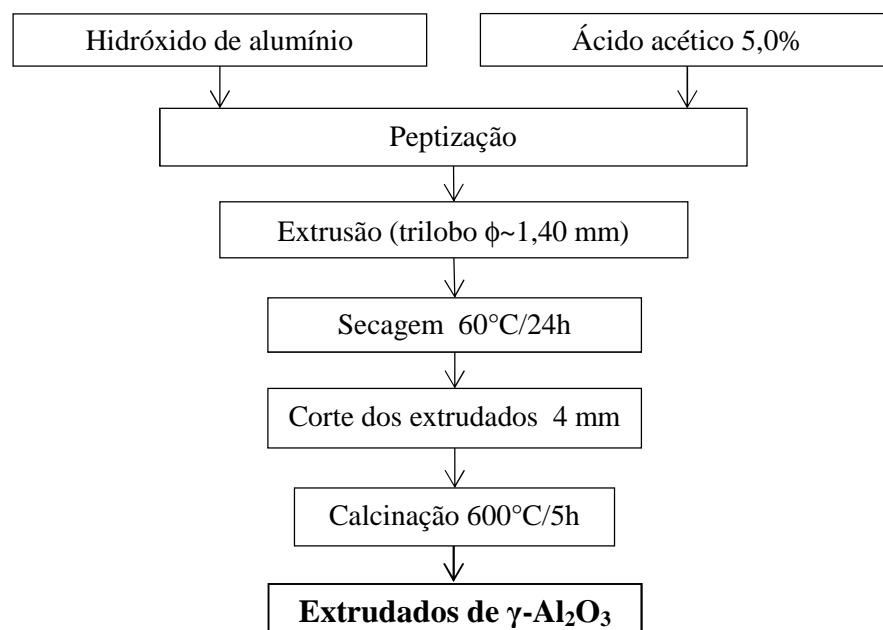 Hidróxido de alumínio
Ácido acético 5,0%
Peptização
Extrusão (trilobo ϕ~1,40 mm)
Secagem 60°C/24h
Corte dos extrudados 4 mm
Calcinação 600°C/5h
Extrudados de γ-Al₂O₃